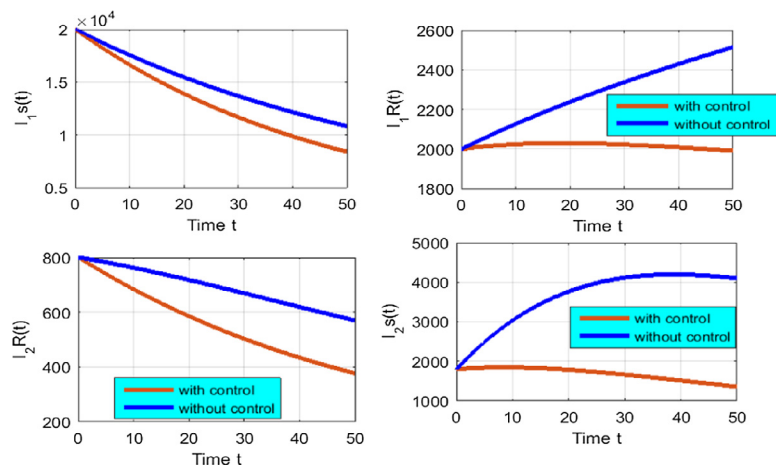 × 10⁴
2
1.5
1
0.5
I₁s(t)
0 10 20 30 40 50
Time t
2600
2400
2200
2000
1800
I₁R(t)
with control
without control
0 10 20 30 40 50
Time t
800
600
400
200
I₂R(t)
with control
without control
0 10 20 30 40 50
Time t
5000
4000
3000
2000
1000
I₂s(t)
with control
without control
0 10 20 30 40 50
Time t